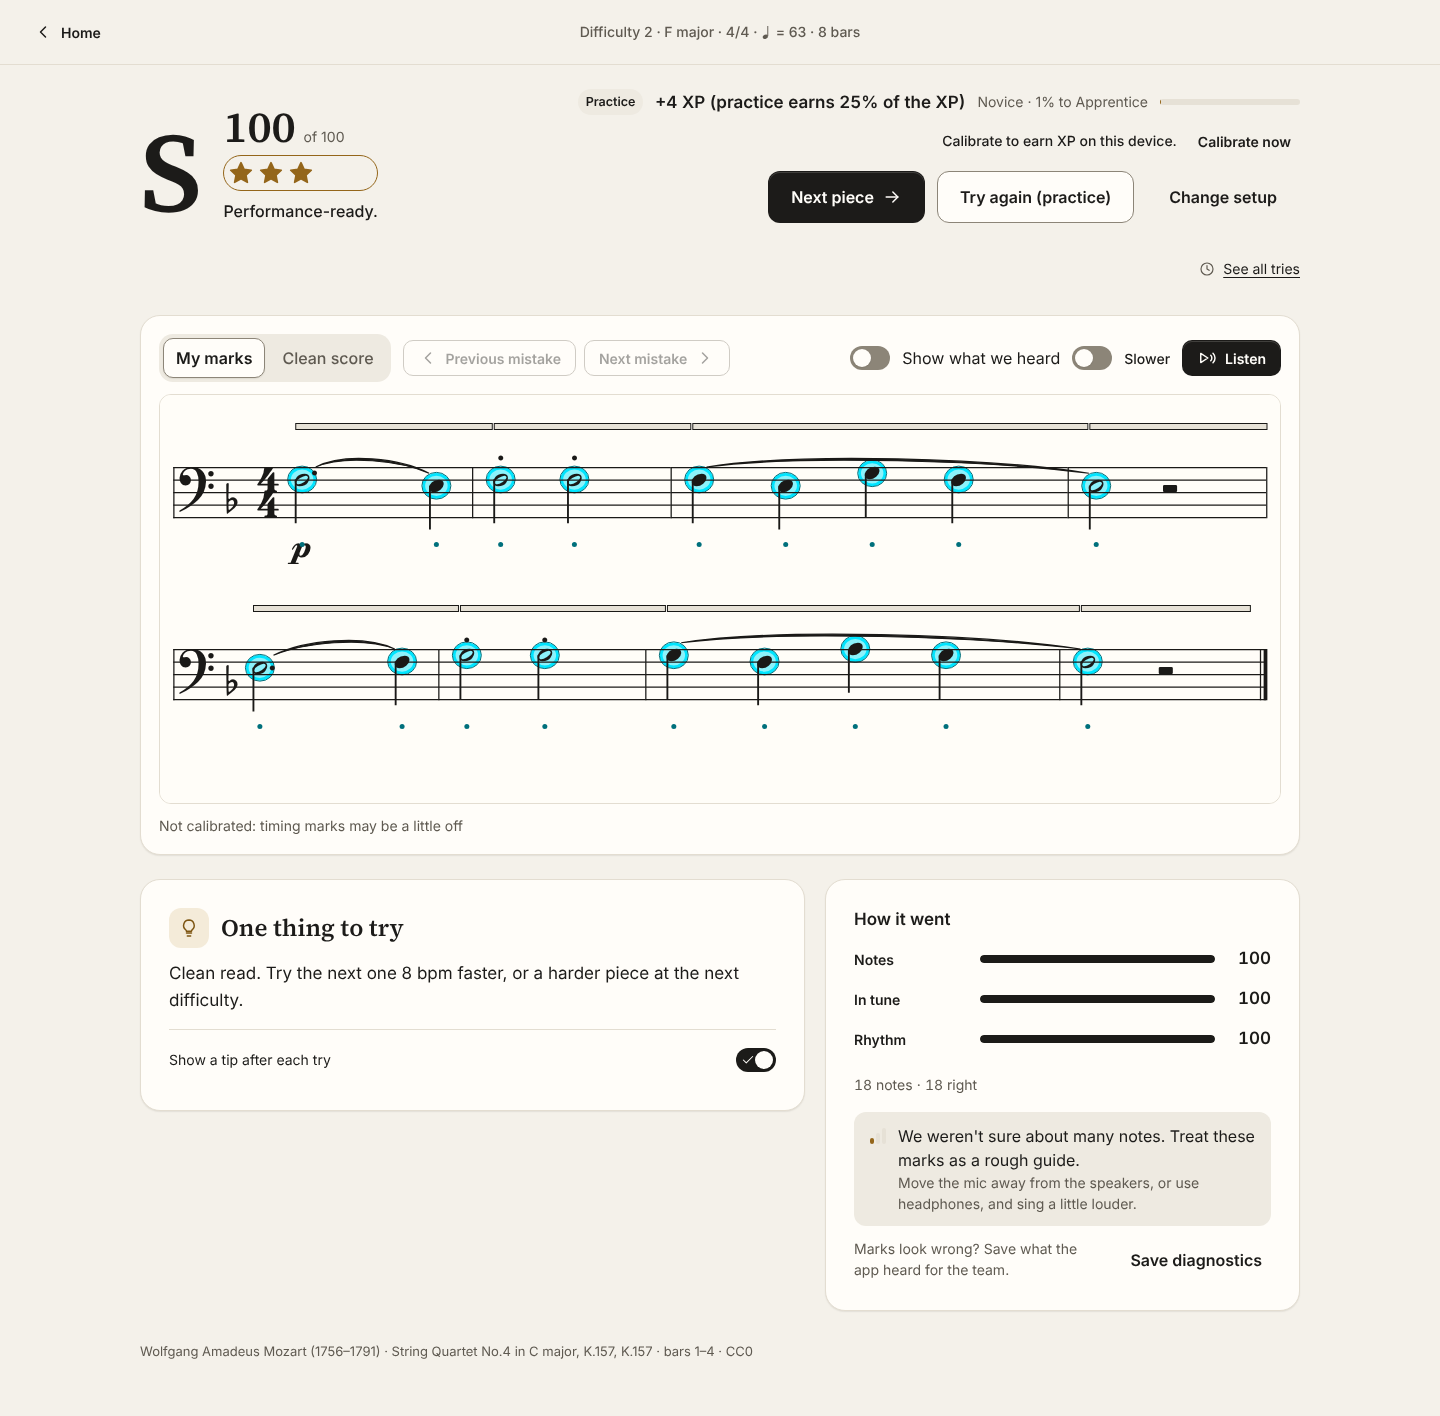 Home
Difficulty 2 · F major · 4/4 · ♩ = 63 · 8 bars
Practice +4 XP (practice earns 25% of the XP) Novice · 1% to Apprentice
Calibrate to earn XP on this device. Calibrate now
S
100 of 100
Performance-ready.
Next piece
Try again (practice)
Change setup
See all tries
My marks
Clean score
Previous mistake
Next mistake
Show what we heard
Slower
Listen
4
4
p
Not calibrated: timing marks may be a little off
One thing to try
Clean read. Try the next one 8 bpm faster, or a harder piece at the next
difficulty.
Show a tip after each try
How it went
Notes 100
In tune 100
Rhythm 100
18 notes · 18 right
We weren't sure about many notes. Treat these
marks as a rough guide.
Move the mic away from the speakers, or use
headphones, and sing a little louder.
Marks look wrong? Save what the
app heard for the team.
Save diagnostics
Wolfgang Amadeus Mozart (1756–1791) · String Quartet No.4 in C major, K.157, K.157 · bars 1–4 · CC0